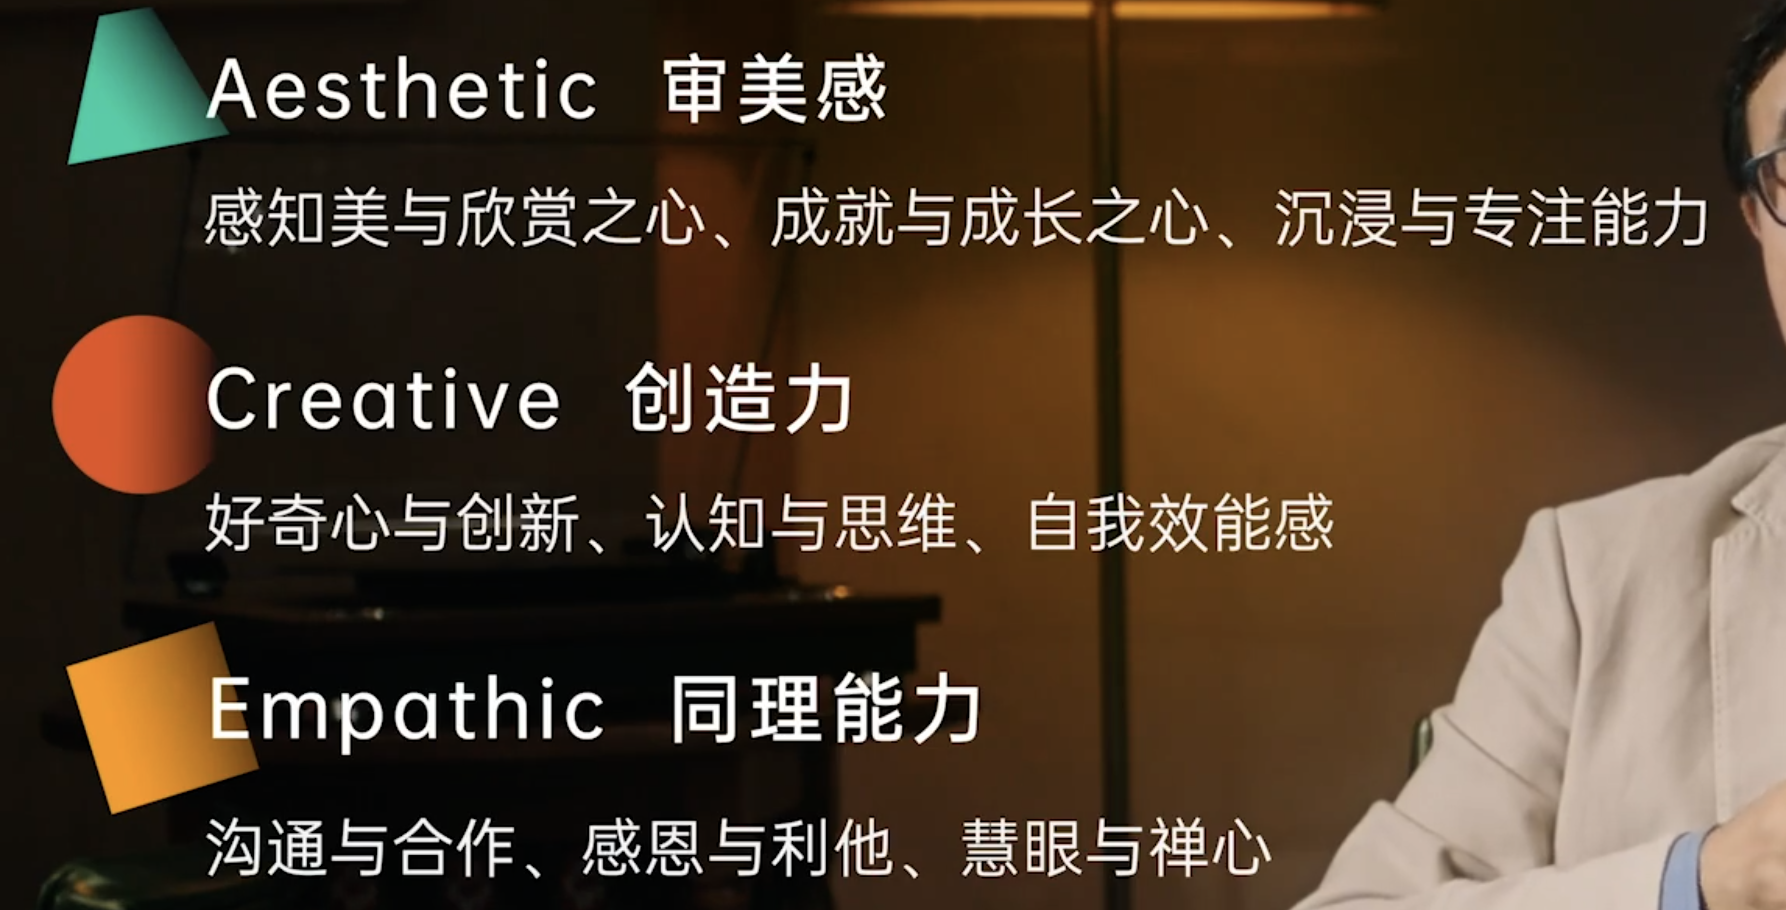 Aesthetic 审美感
感知美与欣赏之心、成就与成长之心、沉浸与专注能力
Creative 创造力
好奇心与创新、认知与思维、自我效能感
Empathic 同理能力
沟通与合作、感恩与利他、慧眼与禅心